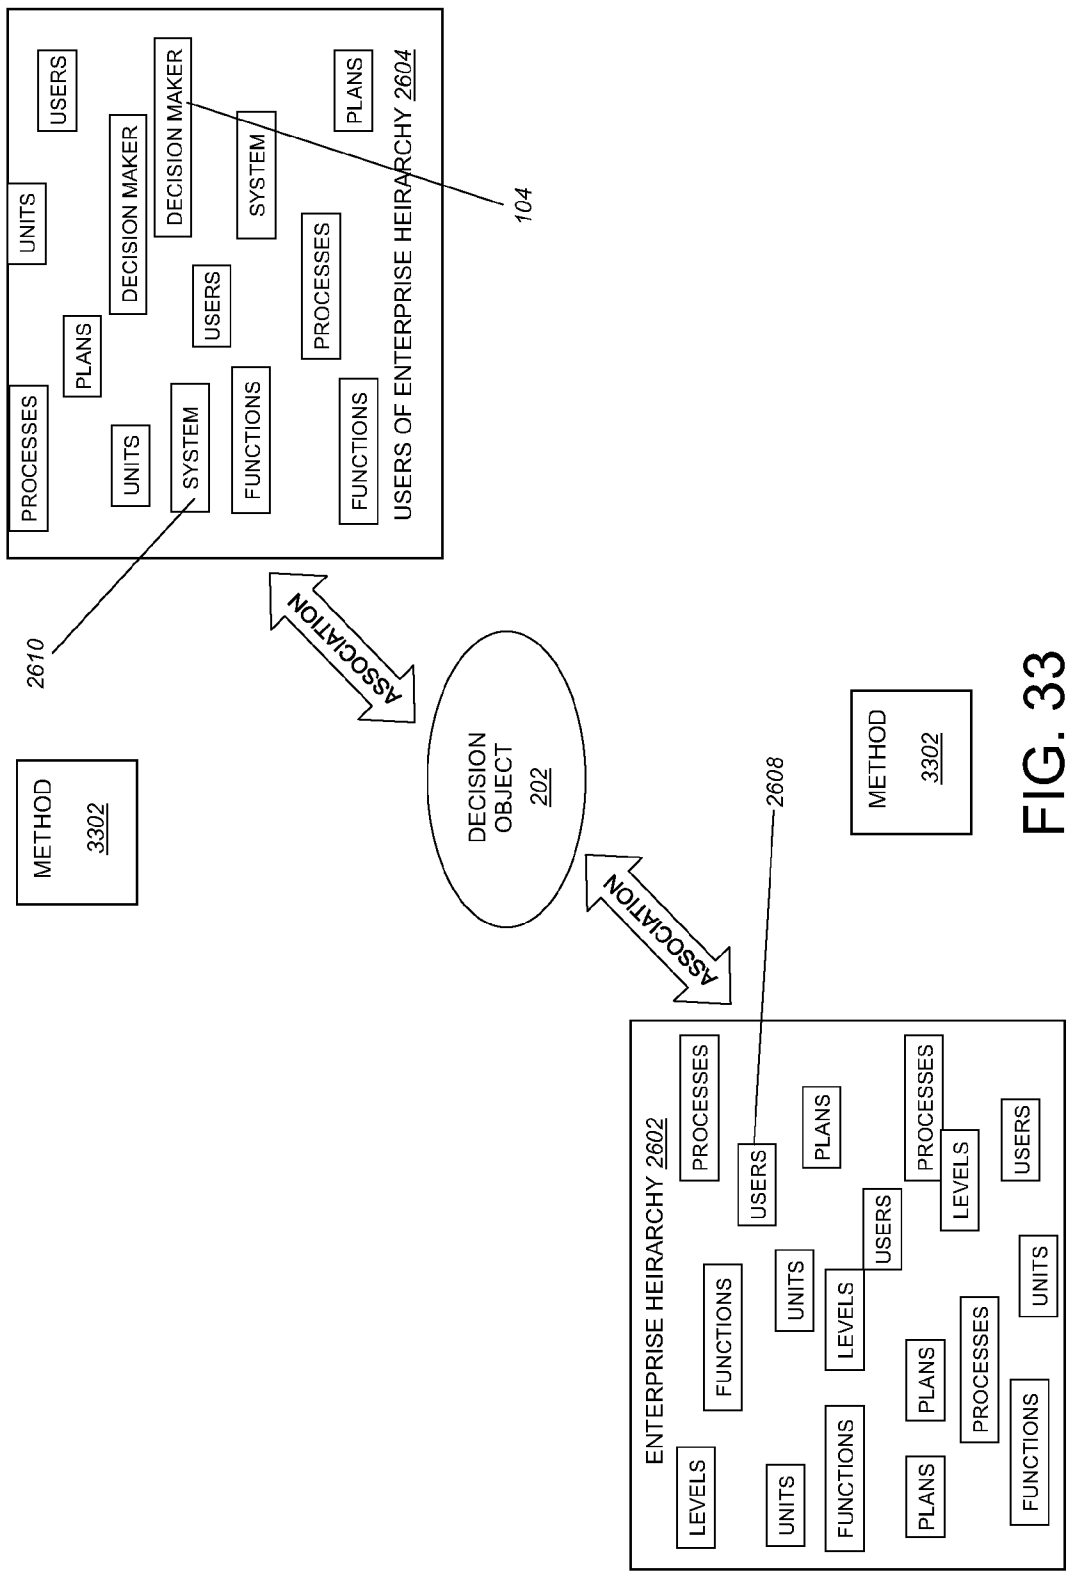 METHOD
3302
2610
PROCESSES
UNITS
USERS
PLANS
UNITS
DECISION MAKER
DECISION MAKER
SYSTEM
USERS
FUNCTIONS
SYSTEM
PROCESSES
FUNCTIONS
PLANS
USERS OF ENTERPRISE HEIRARCHY 2604
104
ASSOCIATION
DECISION
OBJECT
202
ASSOCIATION
ENTERPRISE HEIRARCHY 2602
LEVELS
PROCESSES
FUNCTIONS
USERS
2608
UNITS
UNITS
PLANS
FUNCTIONS
LEVELS
USERS
PLANS
PLANS
PROCESSES
LEVELS
PROCESSES
USERS
FUNCTIONS
UNITS
METHOD
3302
FIG. 33